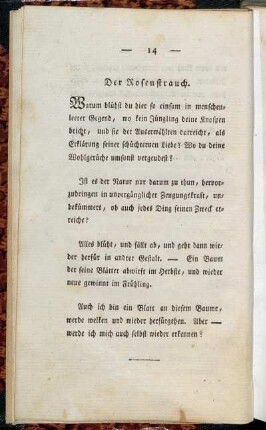 — 14 —
Der Rosenstrauch.
Warum blühst du hier so einsam in menschen-
leerer Gegend, wo kein Jüngling deine Knospen
bricht, und sie der Auserwählten darreicht, als
Erklärung seiner schüchternen Liebe? Wo du deine
Wohlgerüche umsonst vergeudest?
Ist es der Natur nur darum zu thun, hervor-
zubringen in unvergänglicher Zeugungskraft, un-
bekümmert, ob auch jedes Ding seinen Zweck er-
reiche?
Alles blüht, und fällt ab, und geht dann wie-
der herfür in andrer Gestalt. — Ein Baum
der seine Blätter abwirft im Herbste, und wieder
neue gewinnt im Frühling.
Auch ich bin ein Blatt an diesem Baume,
werde welken und wieder herfürgehen. Aber —
werde ich mich auch selbst wieder erkennen?